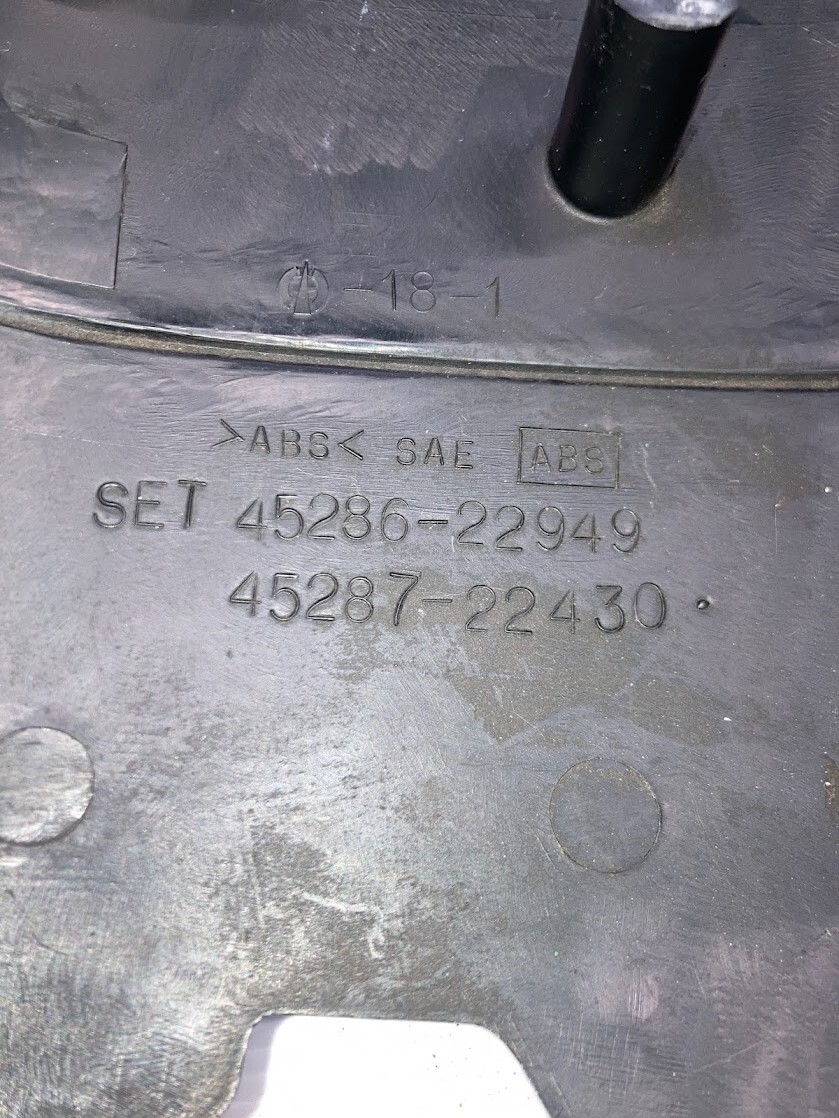 -18-1
>ABS< SAE ABS
SET 45286-22949
45287-22430.